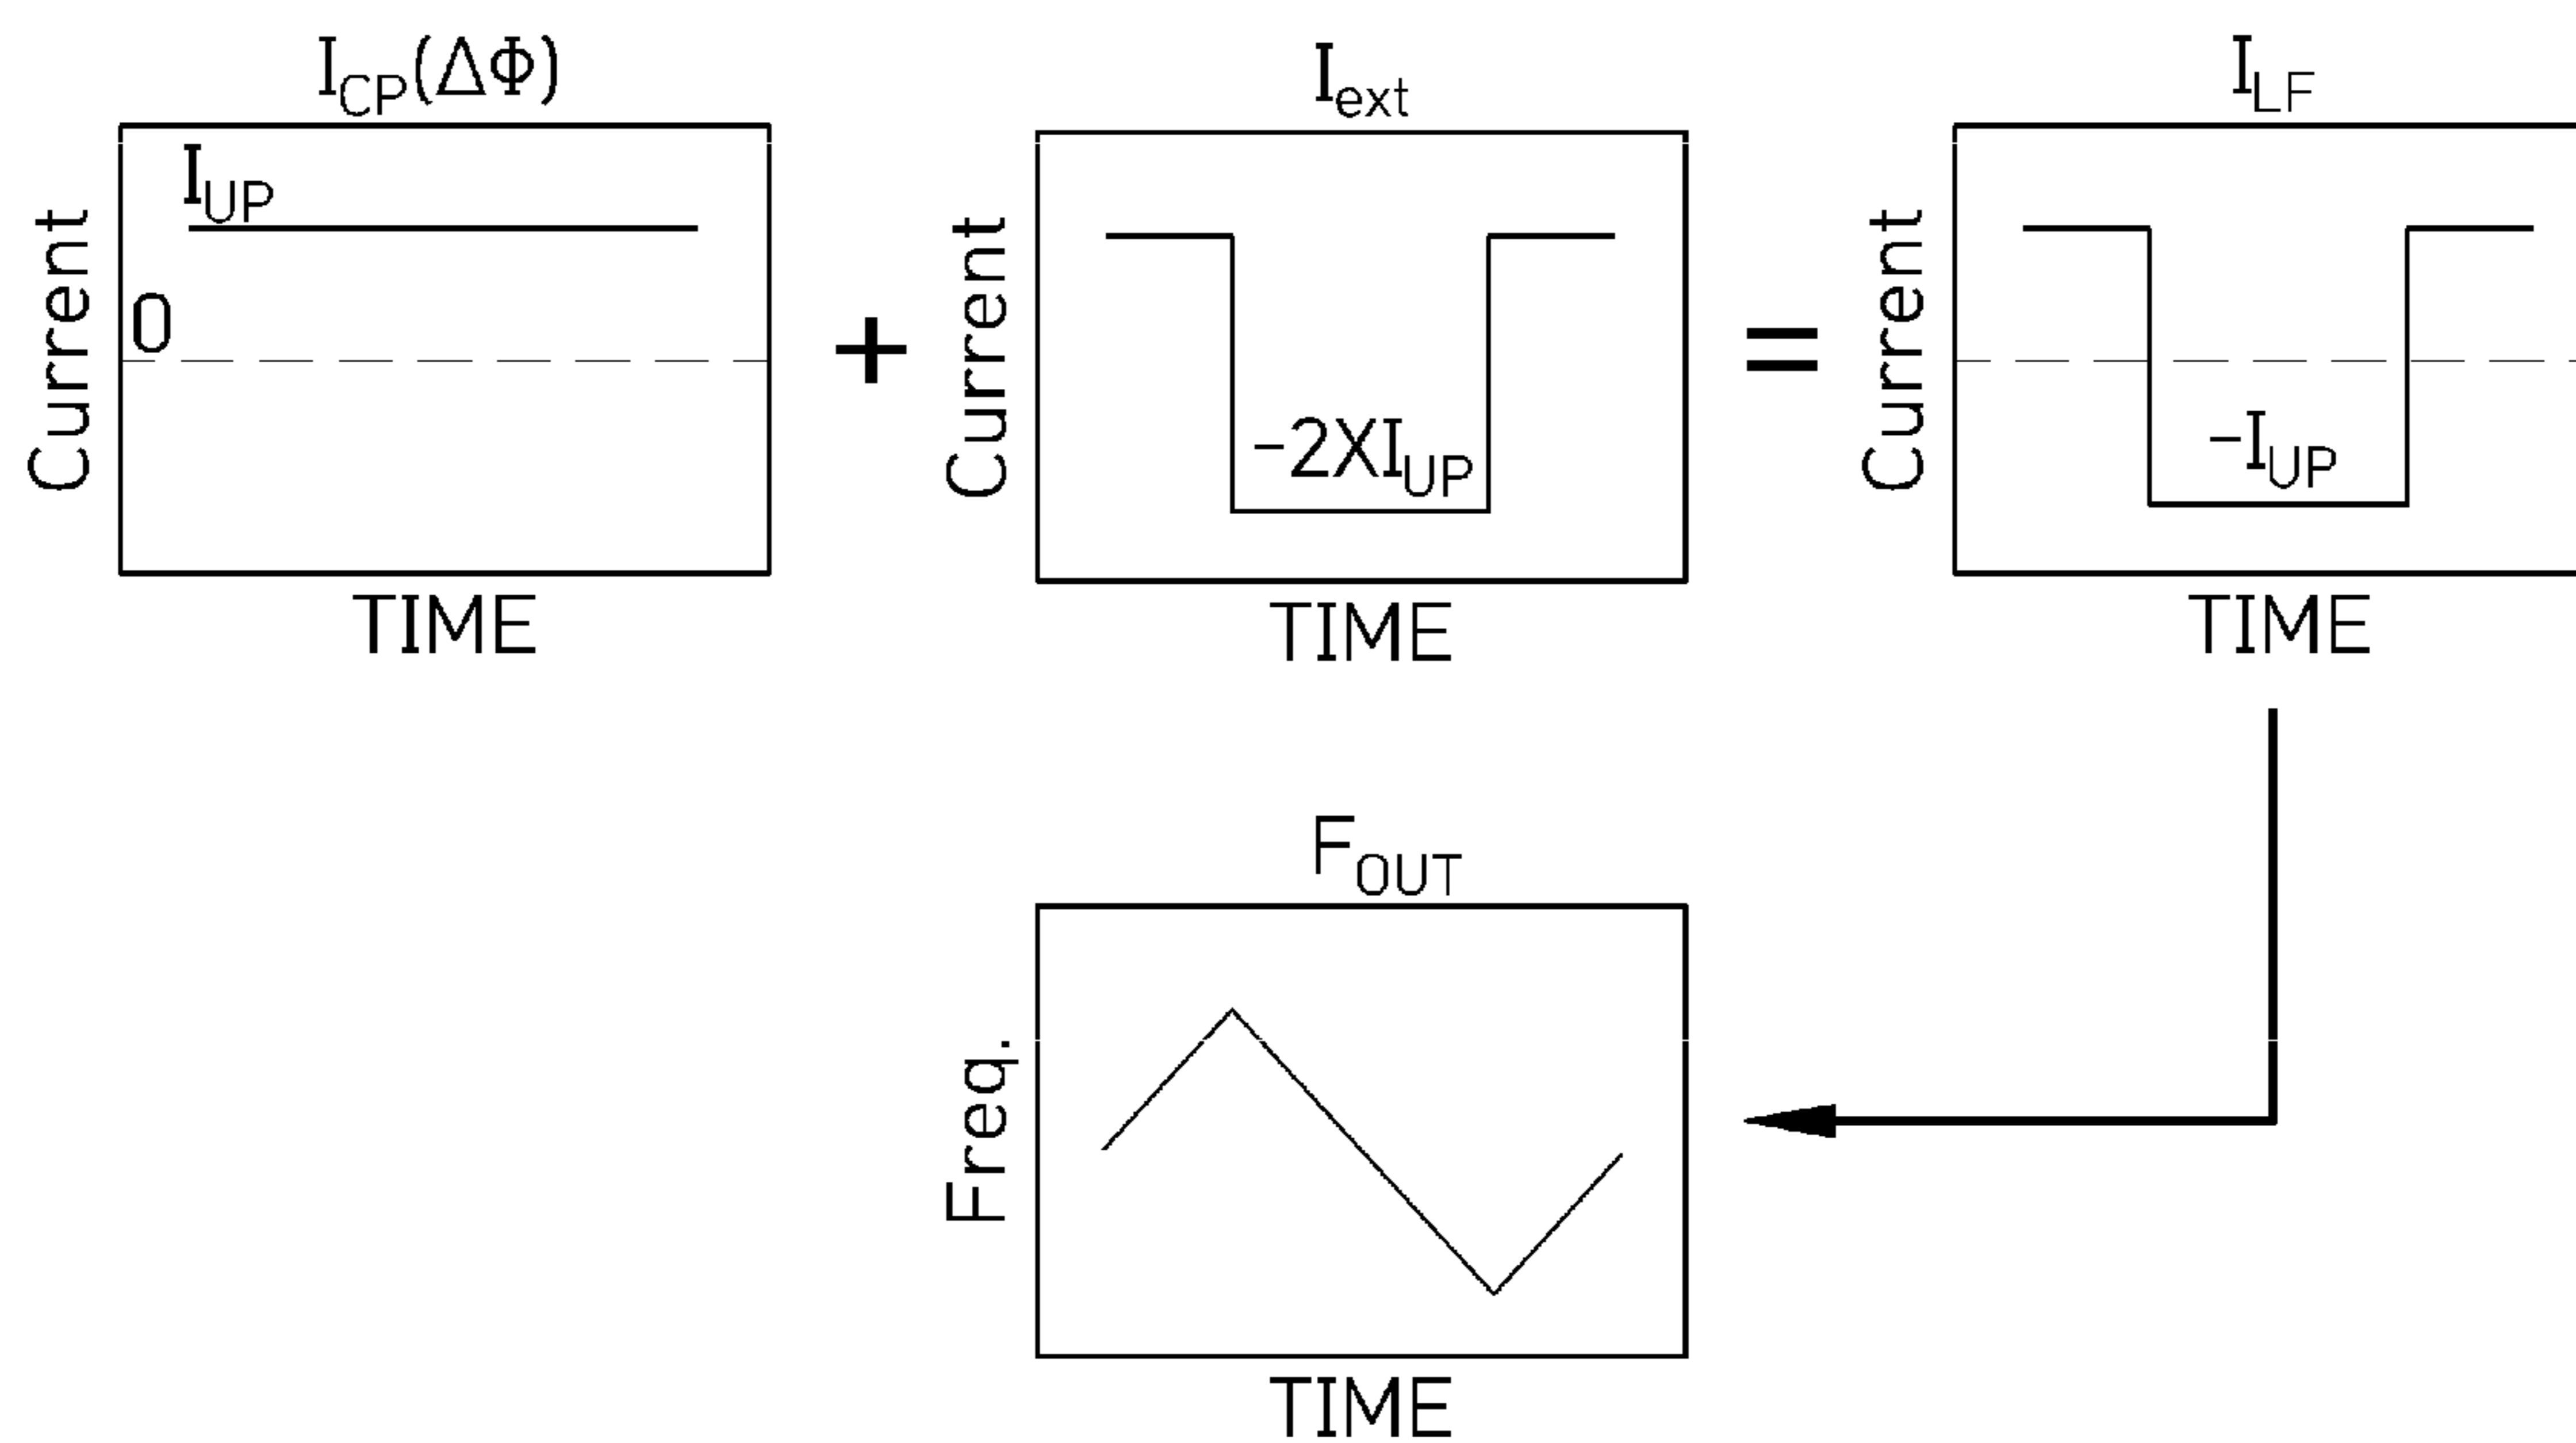 I_CP(ΔΦ)
Current
I_UP
0
TIME
+
I_ext
Current
-2XI_UP
TIME
=
I_LF
Current
-I_UP
TIME
F_OUT
Freq.
TIME